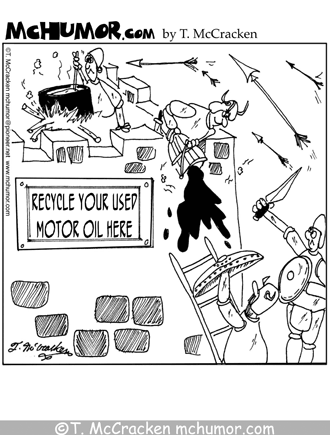 McHumor.com by T. McCracken
©T. McCracken mchumor@pioneer.net www.mchumor.com
RECYCLE YOUR USED
MOTOR OIL HERE
T. McCracken
©T. McCracken mchumor.com